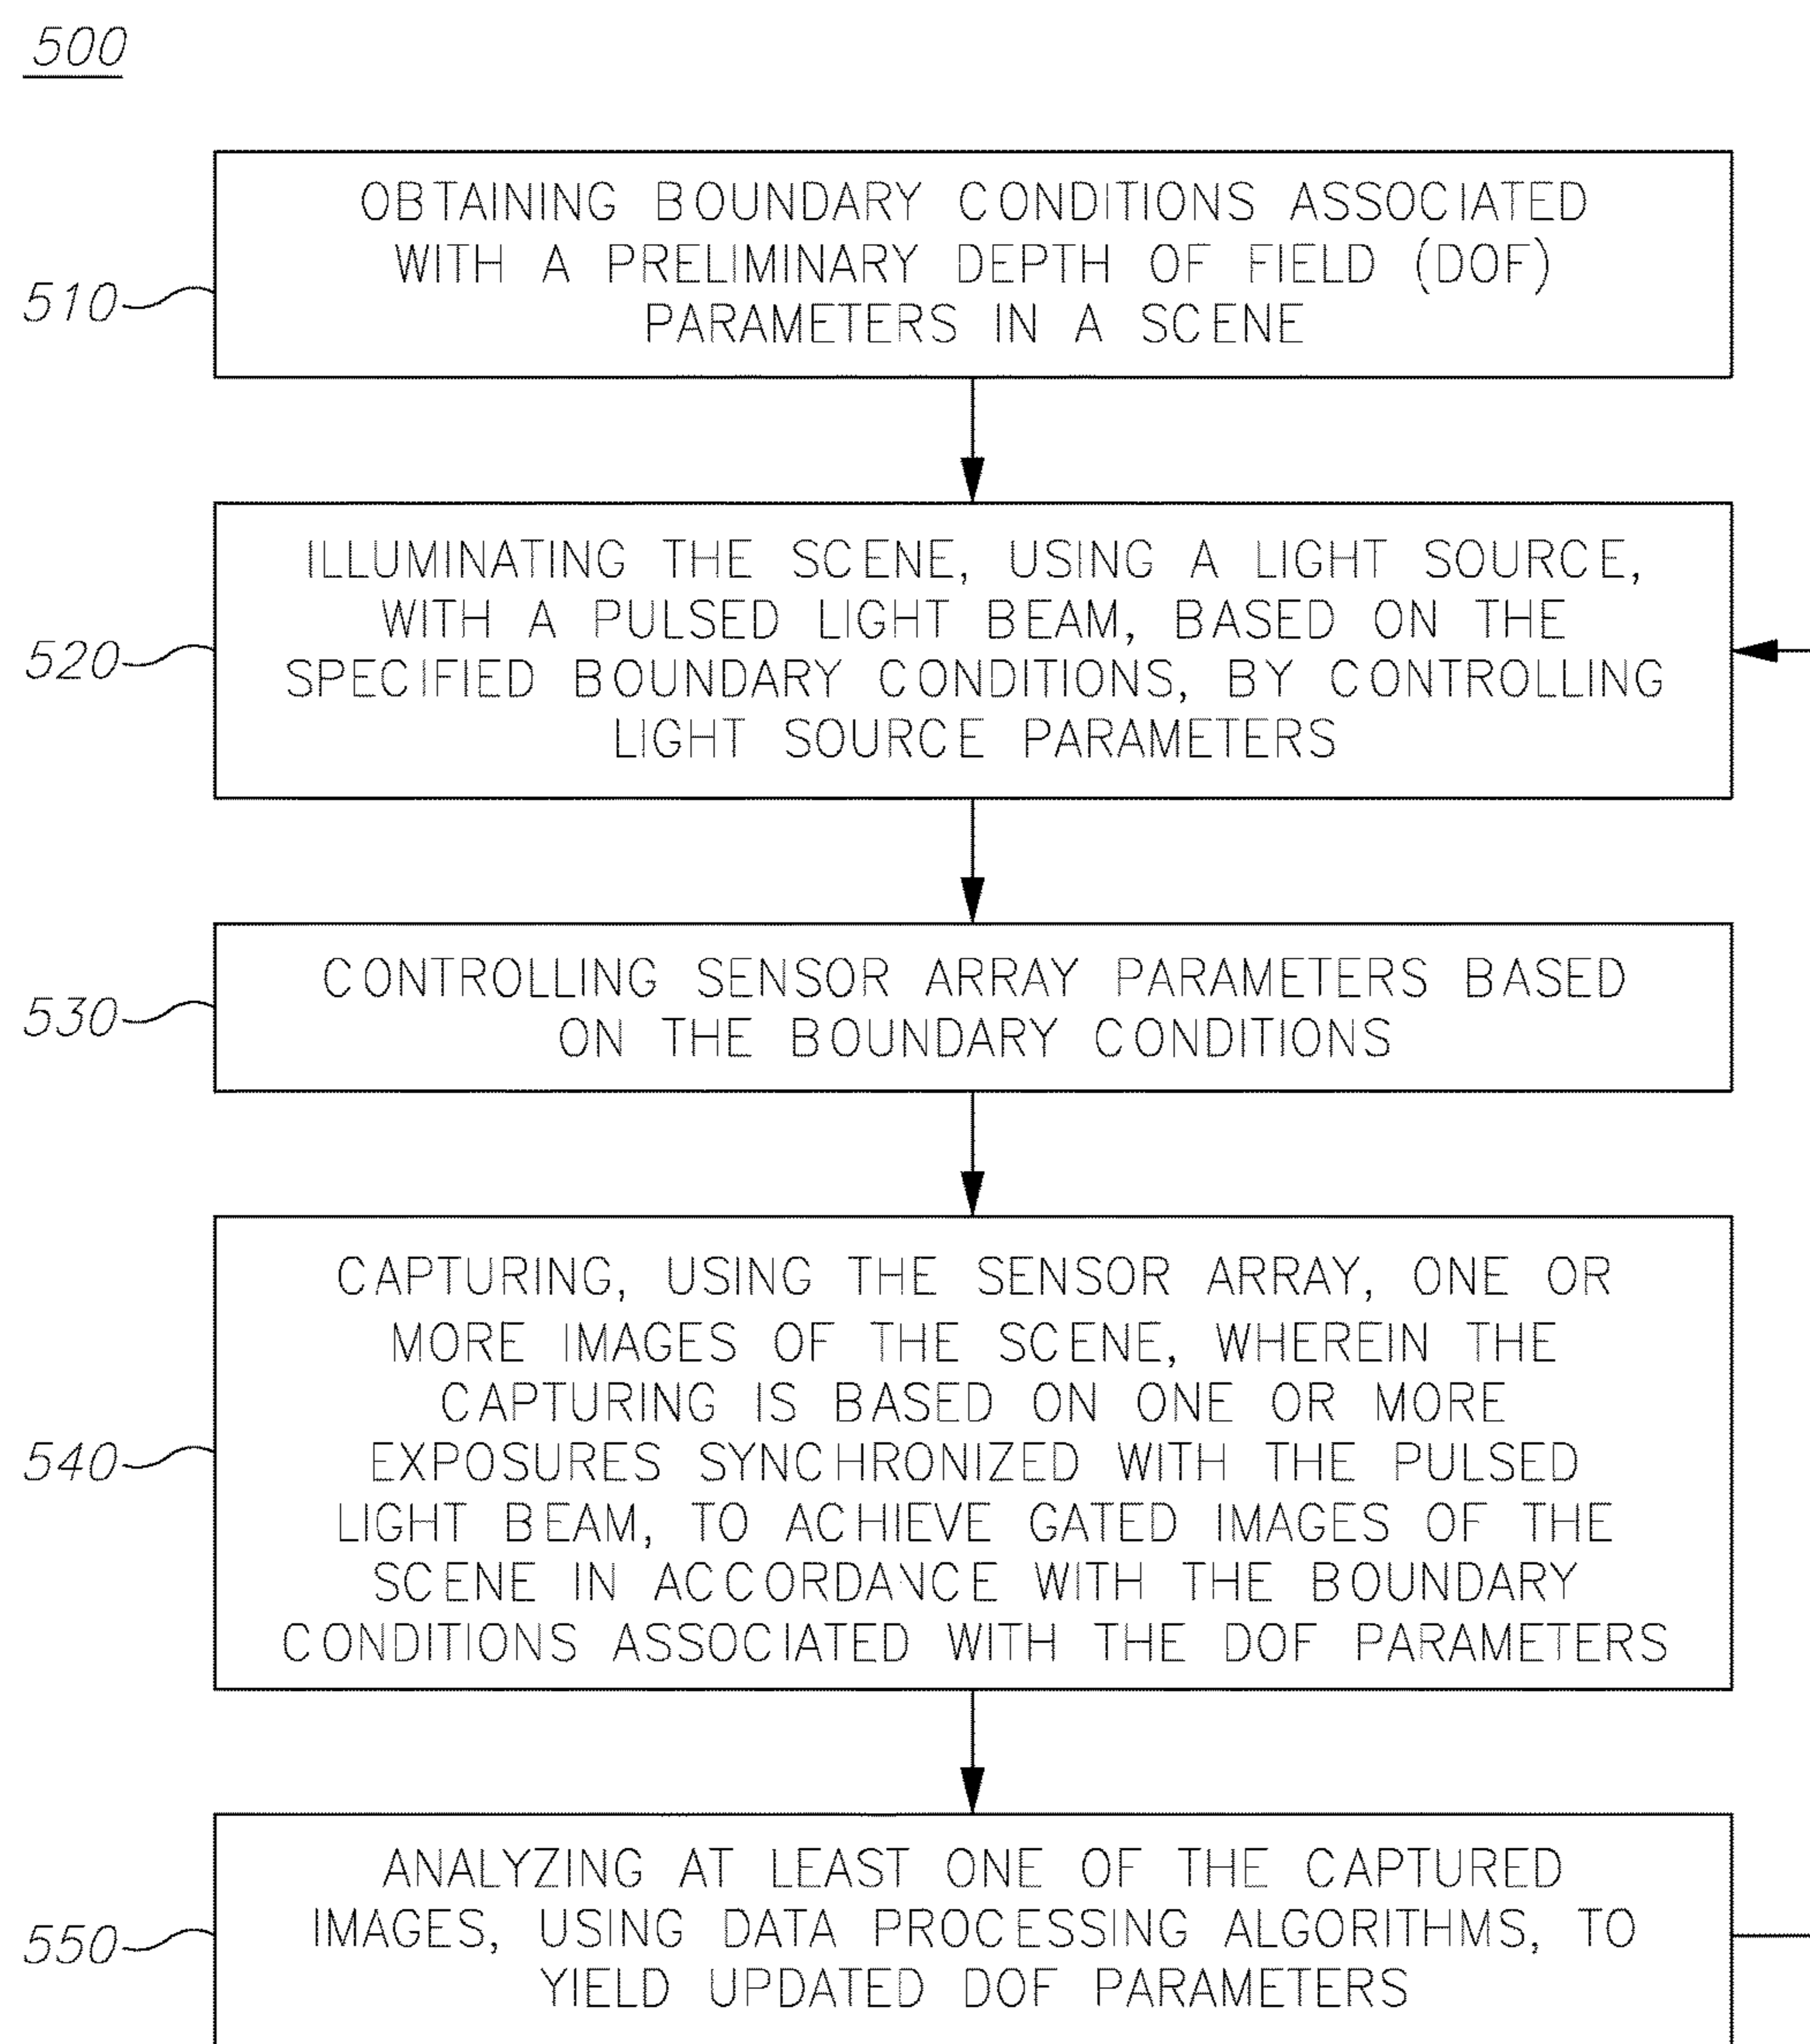 500
OBTAINING BOUNDARY CONDITIONS ASSOCIATED
WITH A PRELIMINARY DEPTH OF FIELD (DOF)
PARAMETERS IN A SCENE
510
ILLUMINATING THE SCENE, USING A LIGHT SOURCE,
WITH A PULSED LIGHT BEAM, BASED ON THE
SPECIFIED BOUNDARY CONDITIONS, BY CONTROLLING
LIGHT SOURCE PARAMETERS
520
CONTROLLING SENSOR ARRAY PARAMETERS BASED
ON THE BOUNDARY CONDITIONS
530
CAPTURING, USING THE SENSOR ARRAY, ONE OR
MORE IMAGES OF THE SCENE, WHEREIN THE
CAPTURING IS BASED ON ONE OR MORE
EXPOSURES SYNCHRONIZED WITH THE PULSED
LIGHT BEAM, TO ACHIEVE GATED IMAGES OF THE
SCENE IN ACCORDANCE WITH THE BOUNDARY
CONDITIONS ASSOCIATED WITH THE DOF PARAMETERS
540
ANALYZING AT LEAST ONE OF THE CAPTURED
IMAGES, USING DATA PROCESSING ALGORITHMS, TO
YIELD UPDATED DOF PARAMETERS
550